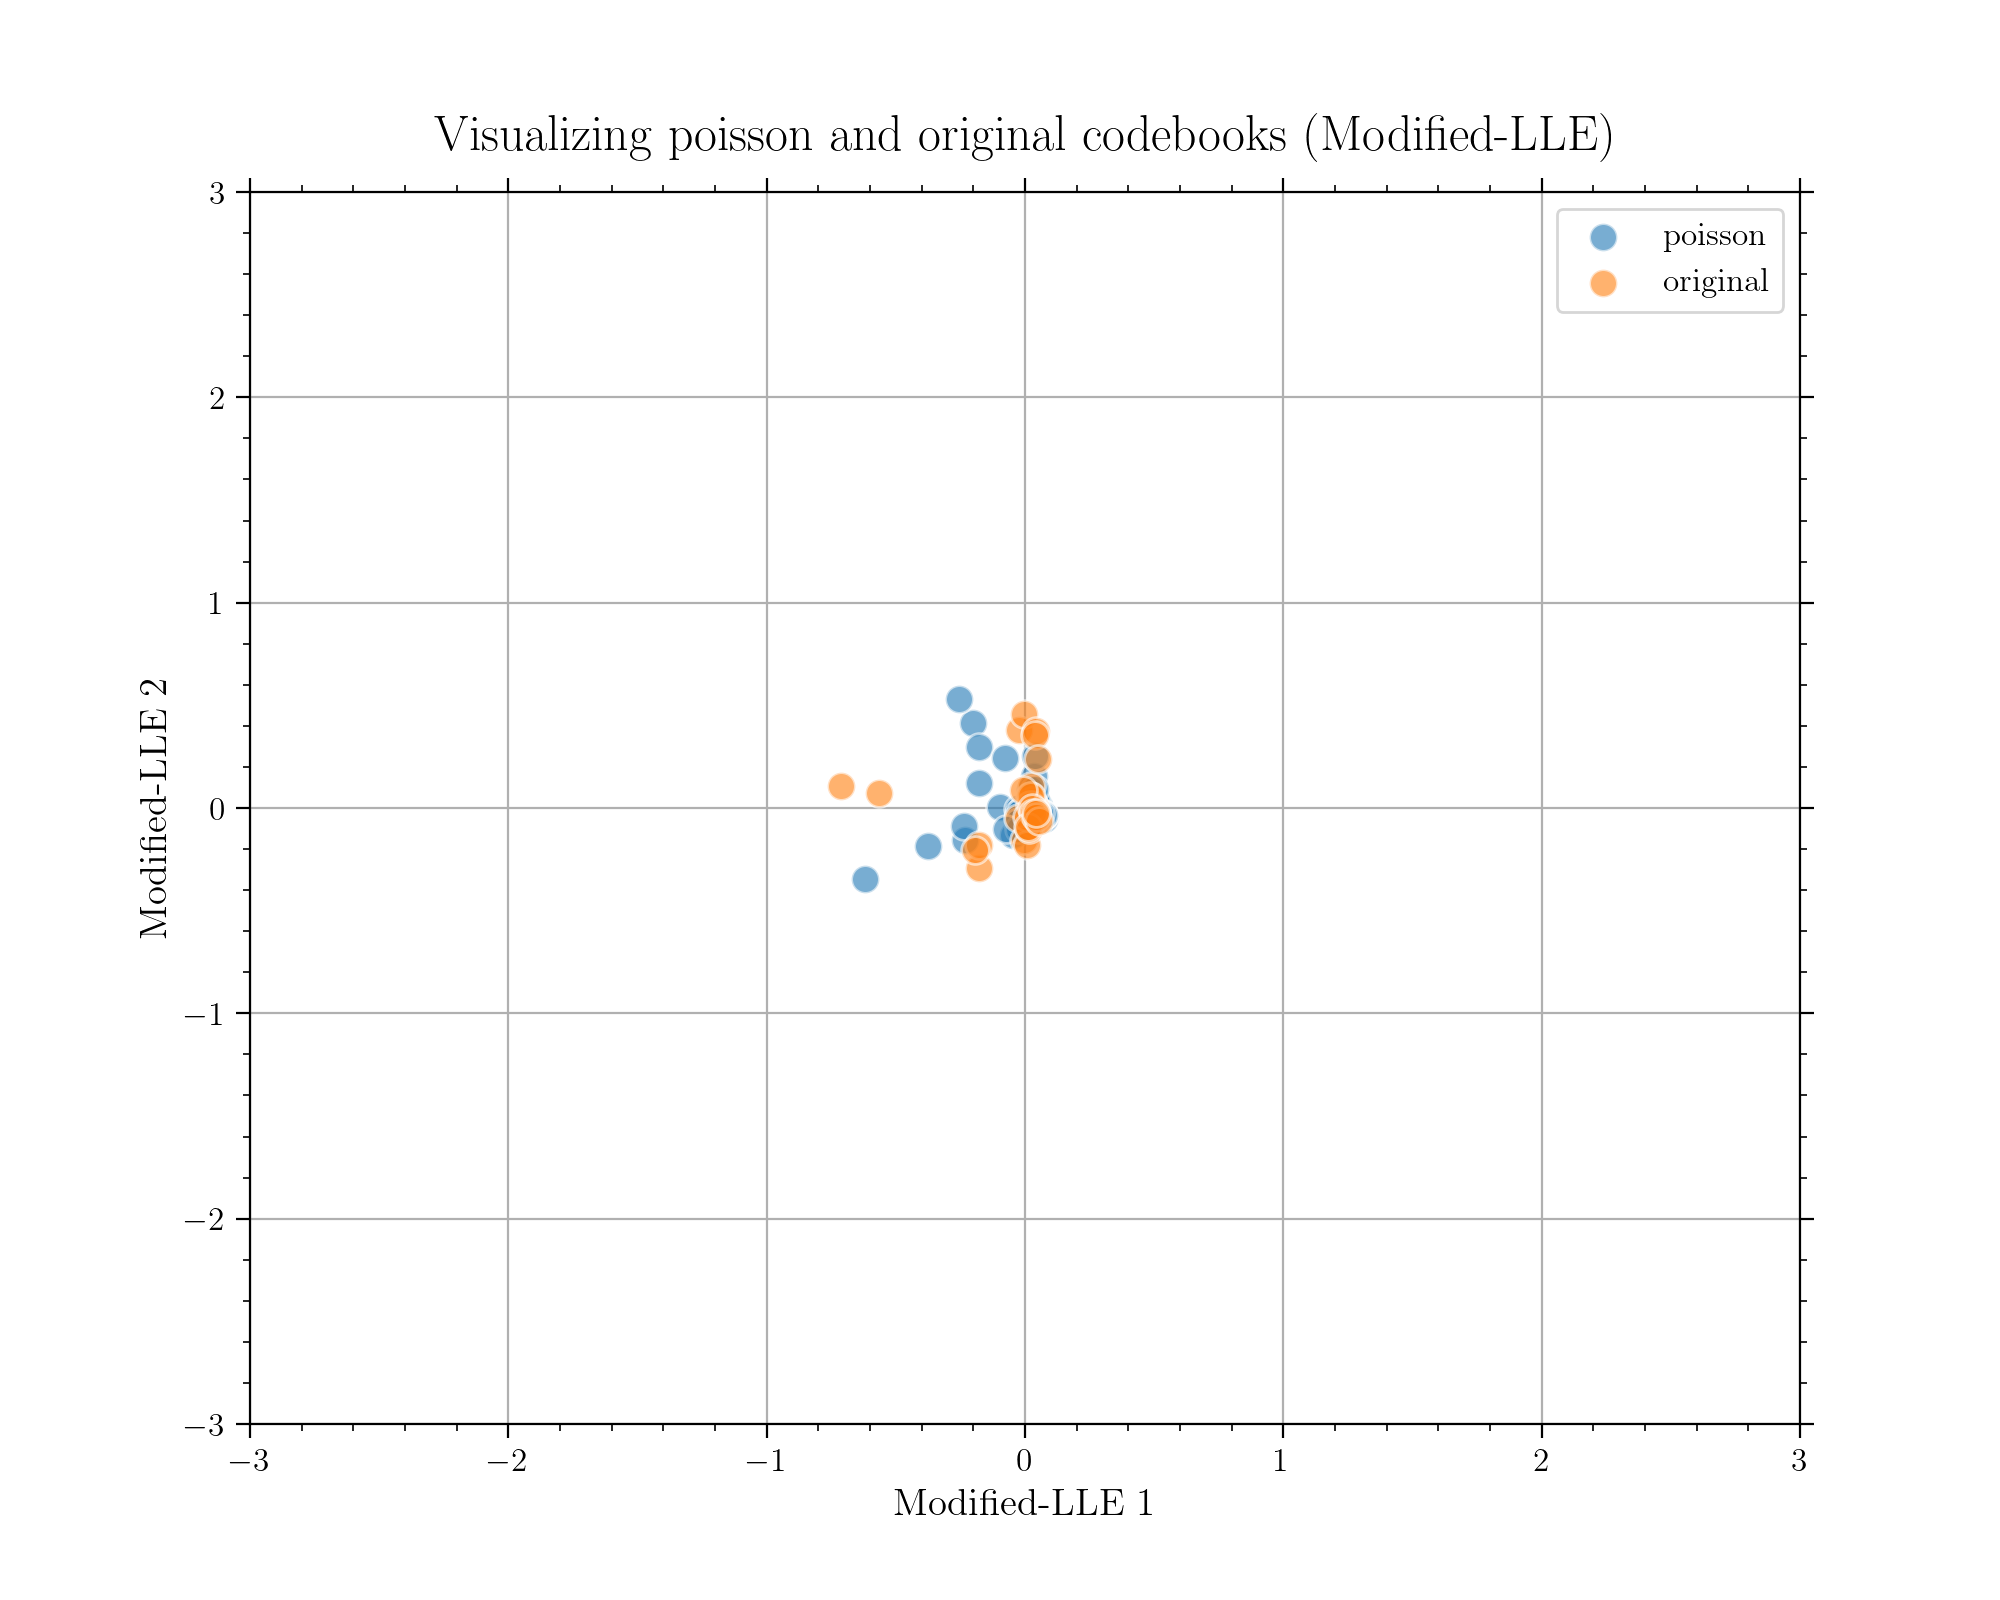 Visualizing poisson and original codebooks (Modified-LLE)
poisson
original
Modified-LLE 2
3
2
1
0
−1
−2
−3
−3
−2
−1
0
1
2
3
Modified-LLE 1